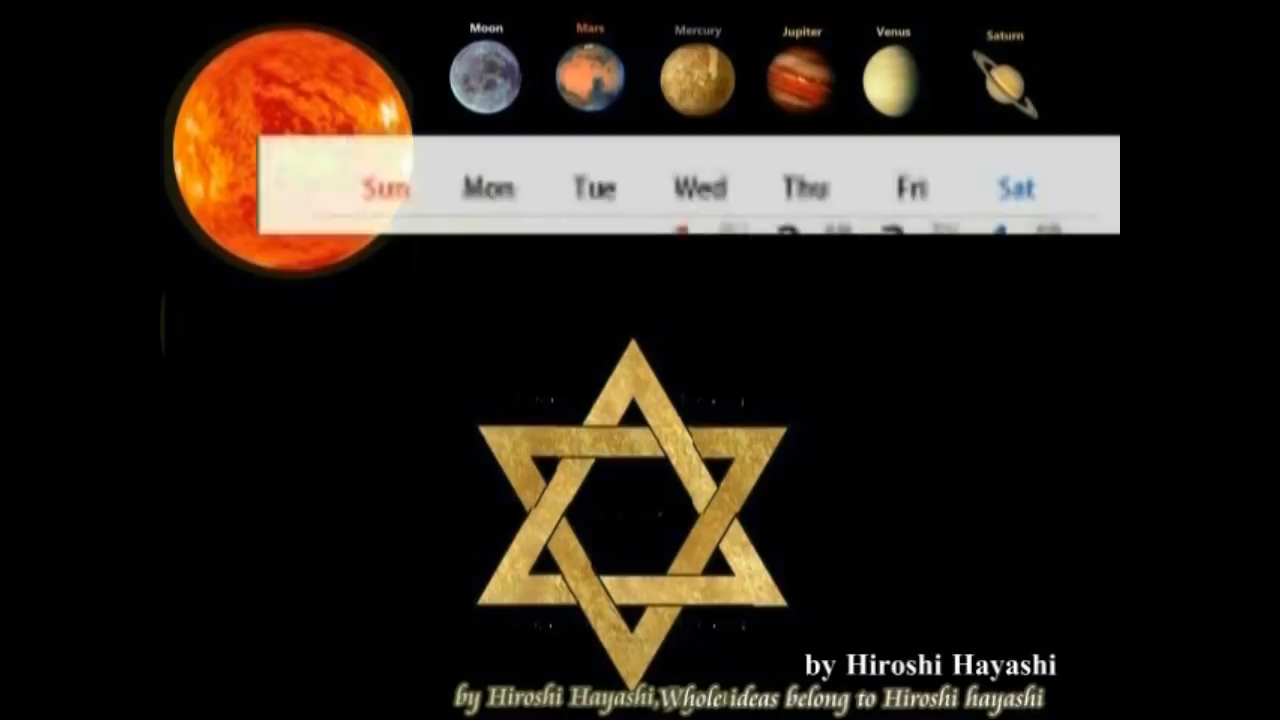 Moon Mars Mercury Jupiter Venus Saturn
Sun Mon Tue Wed Thu Fri Sat
by Hiroshi Hayashi
by Hiroshi Hayashi,Whole ideas belong to Hiroshi hayashi